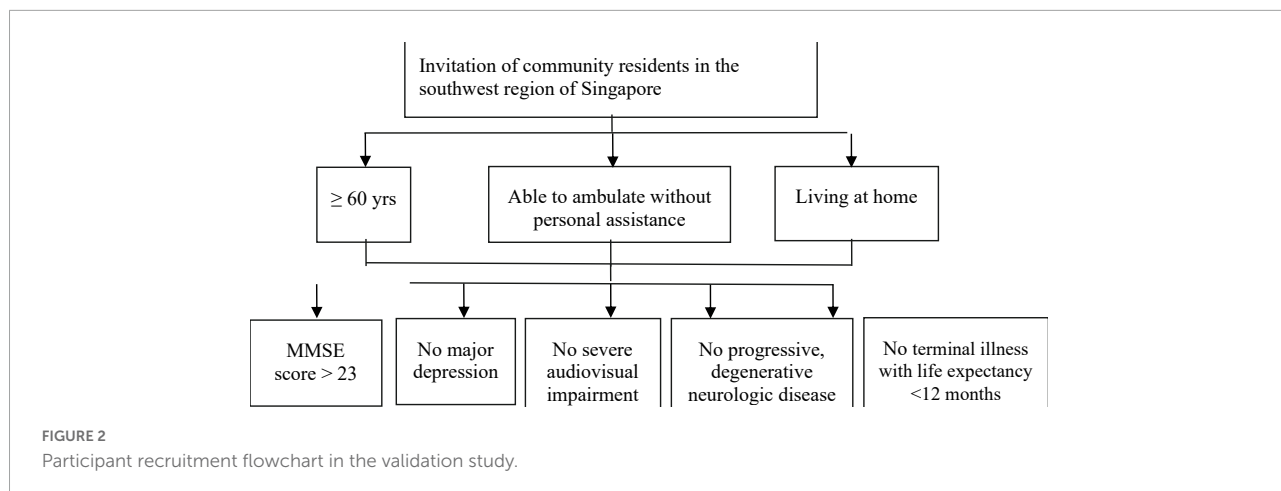 Invitation of community residents in the
southwest region of Singapore
≥ 60 yrs
Able to ambulate without
personal assistance
Living at home
MMSE
score > 23
No major
depression
No severe
audiovisual
impairment
No progressive,
degenerative
neurologic disease
No terminal illness
with life expectancy
<12 months
FIGURE 2
Participant recruitment flowchart in the validation study.